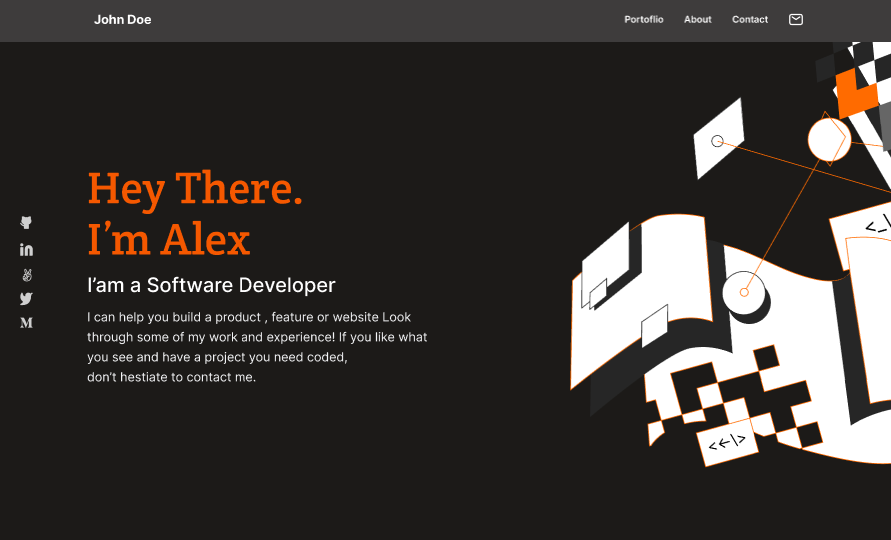 John Doe
Portoflio About Contact
Hey There.
I’m Alex
I’am a Software Developer
I can help you build a product , feature or website Look
through some of my work and experience! If you like what
you see and have a project you need coded,
don’t hestiate to contact me.
<_\
<←\>